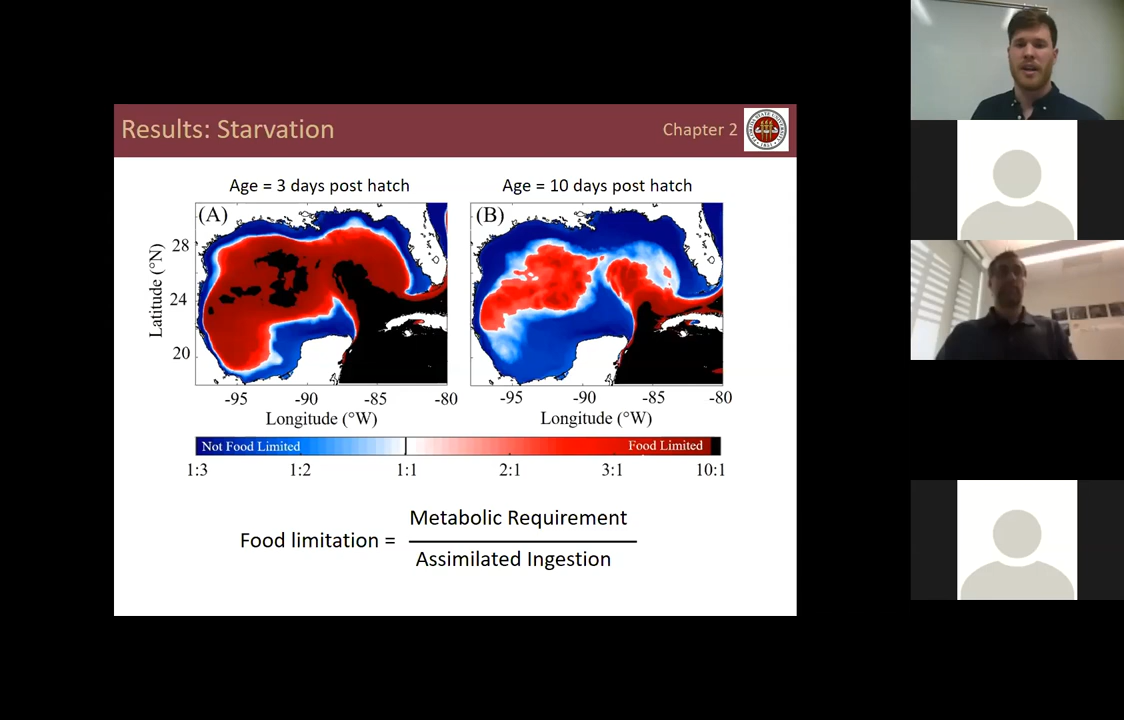 Results: Starvation
Chapter 2
Age = 3 days post hatch
Age = 10 days post hatch
(A)
(B)
Latitude (°N)
28
24
20
-95
-90
-85
-80
-95
-90
-85
-80
Longitude (°W)
Longitude (°W)
Not Food Limited
Food Limited
1:3
1:2
1:1
2:1
3:1
10:1
Food limitation =
Metabolic Requirement
Assimilated Ingestion